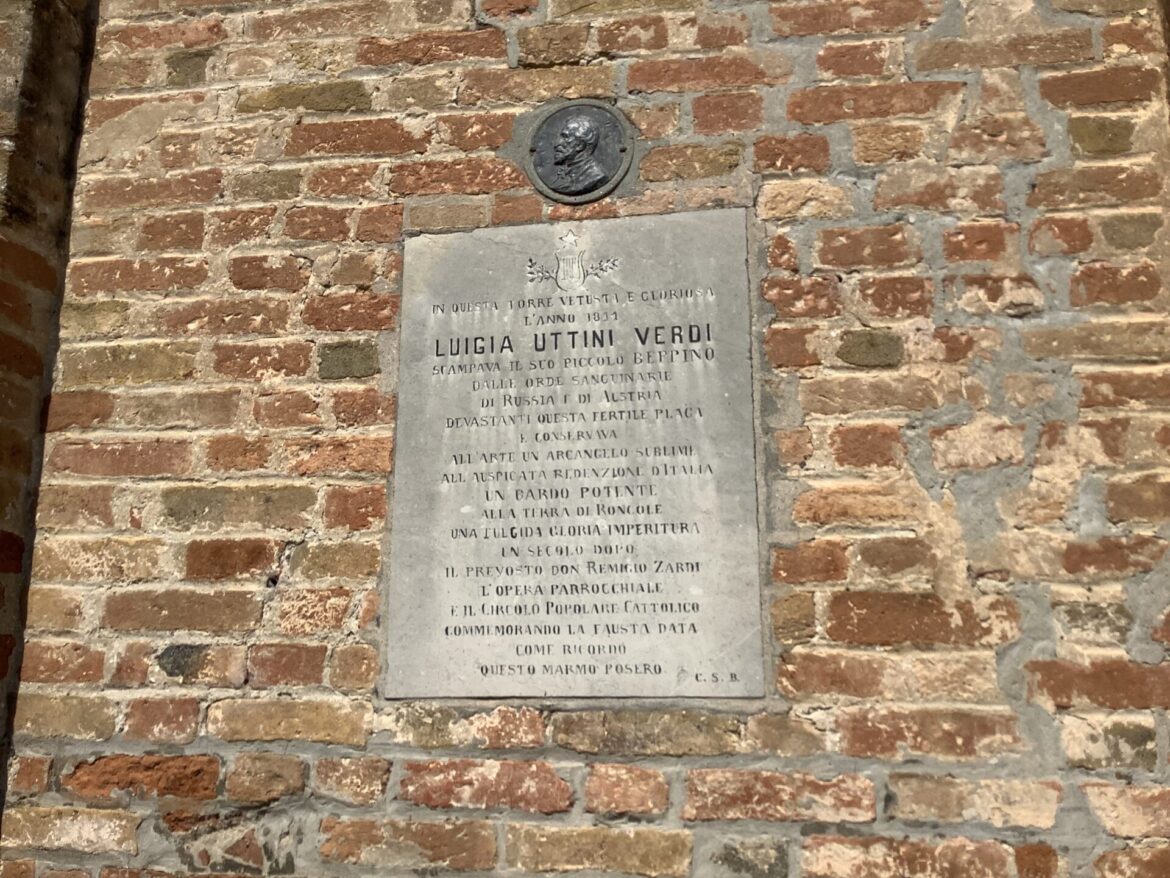 IN QUESTA TORRE VETUSTA E GLORIOSA
L'ANNO 1814
LUIGIA UTTINI VERDI
SCAMPAVA IL SUO PICCOLO BEPPINO
DALLE ORDE SANGUINARIE
DI RUSSIA E DI AUSTRIA
DEVASTANTI QUESTA FERTILE PLAGA
E CONSERVAVA
ALL'ARTE UN ARCANGELO SUBLIME
ALL'AUSPICATA REDENZIONE D'ITALIA
UN BARDO POTENTE
ALLA TERRA DI RONCOLE
UNA FULGIDA GLORIA IMPERITURA
UN SECOLO DOPO
IL PREVOSTO DON REMIGIO ZARDI
L'OPERA PARROCCHIALE
E IL CIRCOLO POPOLARE CATTOLICO
COMMEMORANDO LA FAUSTA DATA
COME RICORDO
QUESTO MARMO POSERO
C. S. B.